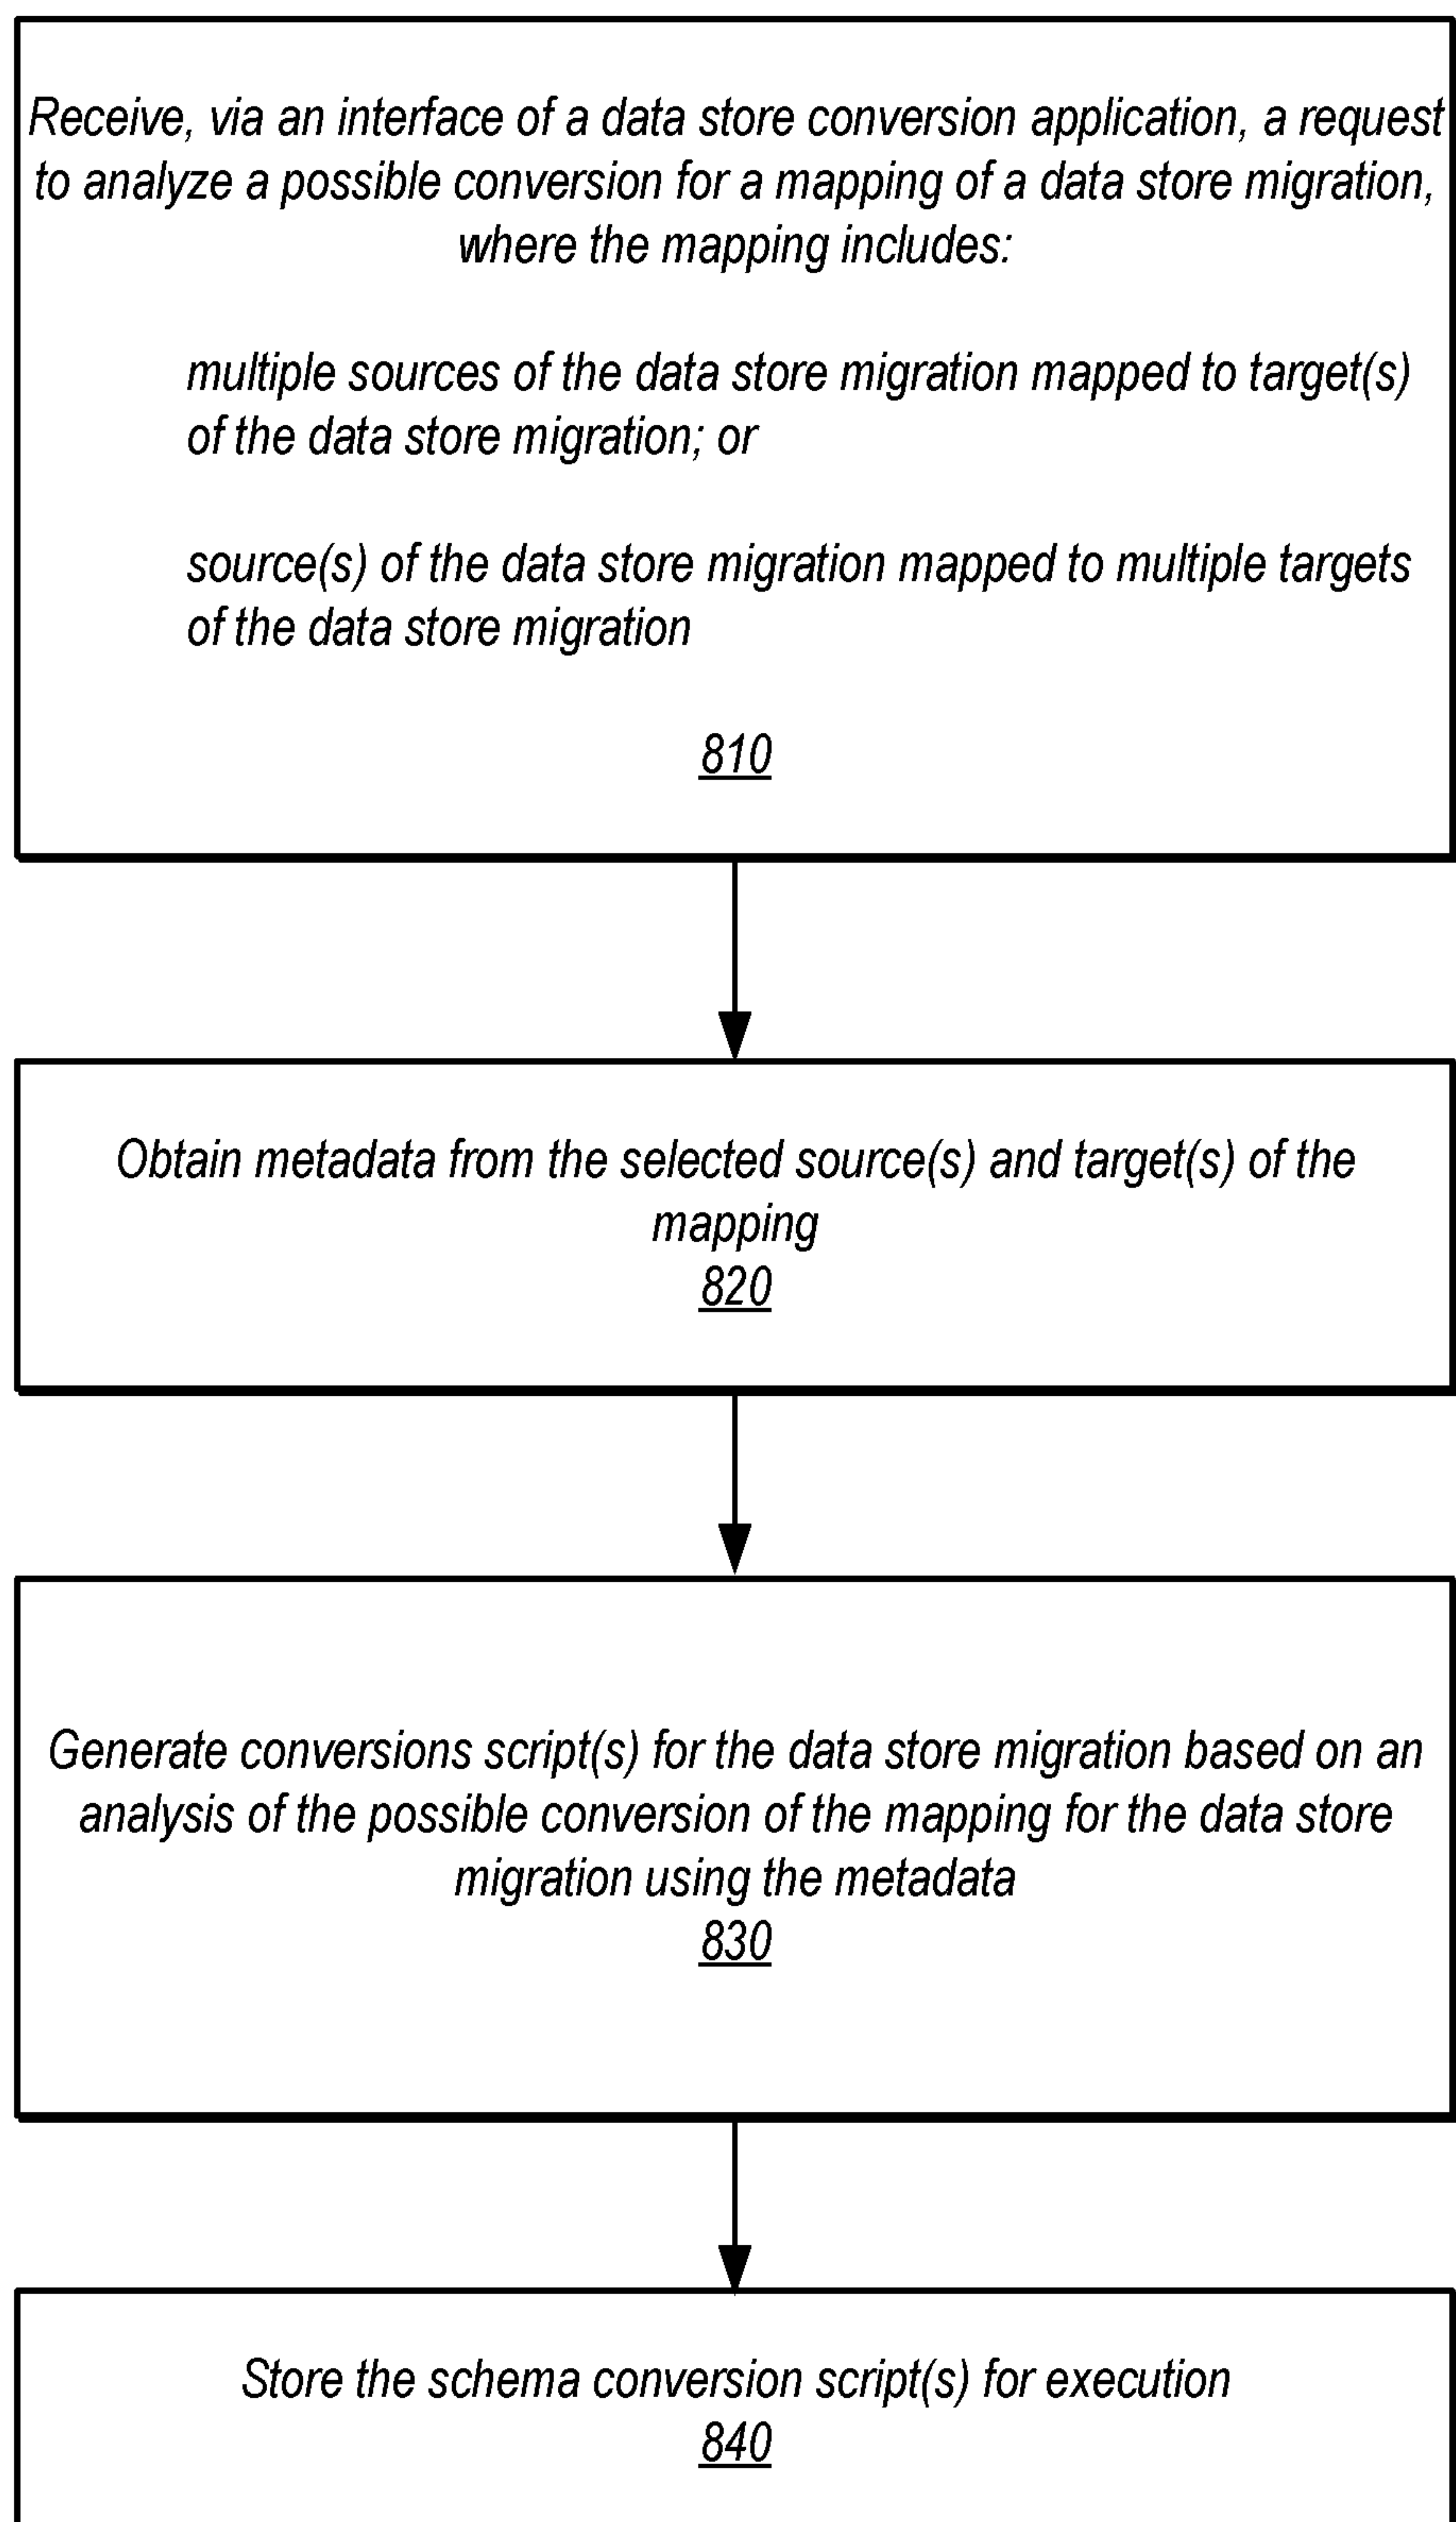 Receive, via an interface of a data store conversion application, a request
to analyze a possible conversion for a mapping of a data store migration,
where the mapping includes:
multiple sources of the data store migration mapped to target(s)
of the data store migration; or
source(s) of the data store migration mapped to multiple targets
of the data store migration
810
Obtain metadata from the selected source(s) and target(s) of the
mapping
820
Generate conversions script(s) for the data store migration based on an
analysis of the possible conversion of the mapping for the data store
migration using the metadata
830
Store the schema conversion script(s) for execution
840